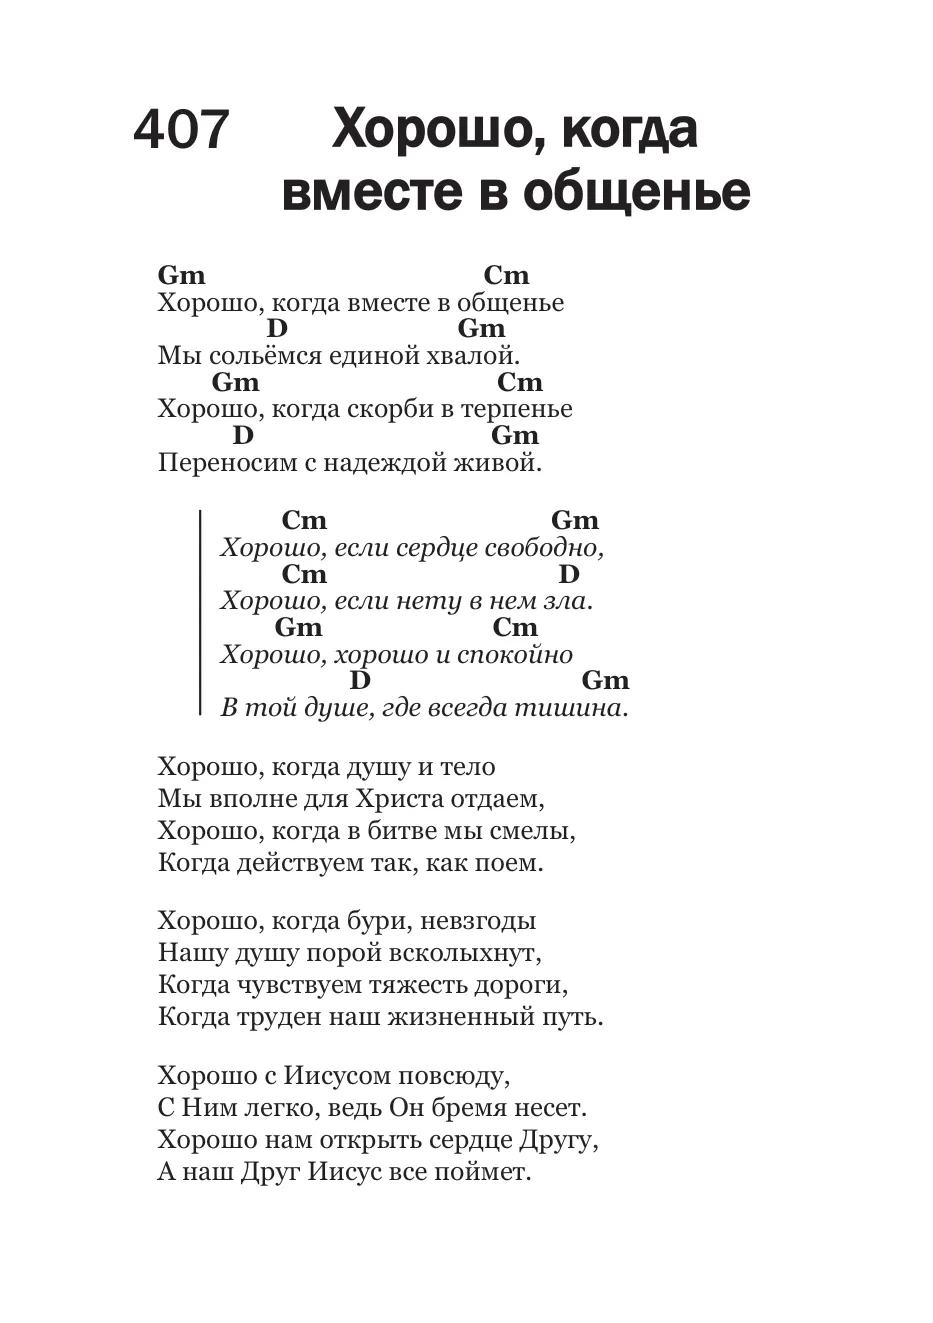 407
Хорошо, когда
вместе в общенье
Gm Cm
Хорошо, когда вместе в общенье
D Gm
Мы сольёмся единой хвалой.
Gm Cm
Хорошо, когда скорби в терпенье
D Gm
Переносим с надеждой живой.
Cm Gm
Хорошо, если сердце свободно,
Cm D
Хорошо, если нету в нем зла.
Gm Cm
Хорошо, хорошо и спокойно
D Gm
В той душе, где всегда тишина.
Хорошо, когда душу и тело
Мы вполне для Христа отдаем,
Хорошо, когда в битве мы смелы,
Когда действуем так, как поем.
Хорошо, когда бури, невзгоды
Нашу душу порой всколыхнут,
Когда чувствуем тяжесть дороги,
Когда труден наш жизненный путь.
Хорошо с Иисусом повсюду,
С Ним легко, ведь Он бремя несет.
Хорошо нам открыть сердце Другу,
А наш Друг Иисус все поймет.